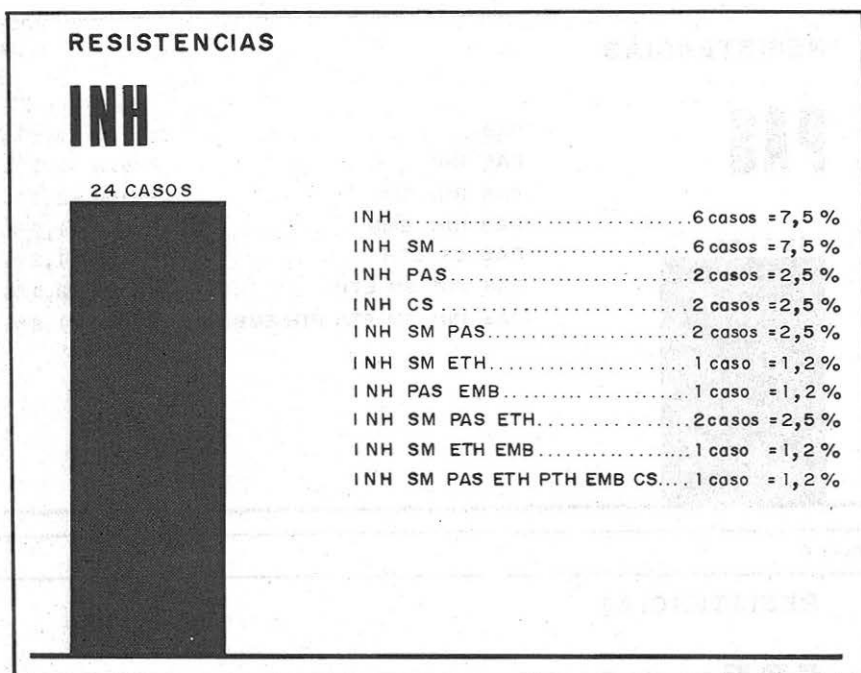 RESISTENCIAS
INH
24 CASOS
INH..............................6 casos =7,5 %
INH SM.........................6 casos =7,5 %
INH PAS........................2 casos =2,5 %
INH CS..........................2 casos =2,5 %
INH SM PAS...................2 casos =2,5 %
INH SM ETH...................1 caso =1,2 %
INH PAS EMB.................1 caso =1,2 %
INH SM PAS ETH.............2 casos =2,5 %
INH SM ETH EMB.............1 caso =1,2 %
INH SM PAS ETH PTH EMB CS....1 caso =1,2 %